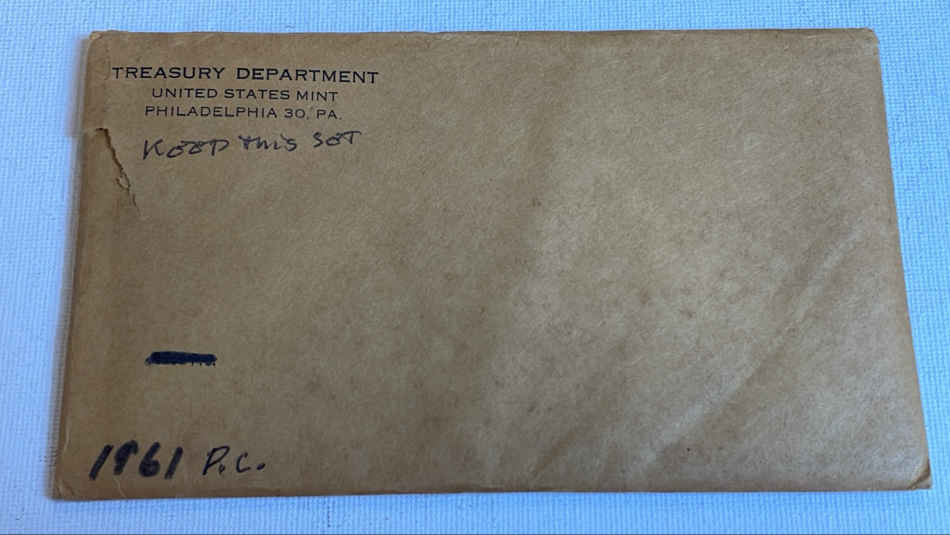 TREASURY DEPARTMENT
UNITED STATES MINT
PHILADELPHIA 30, PA.
KEEP this SET
1961 P.C.